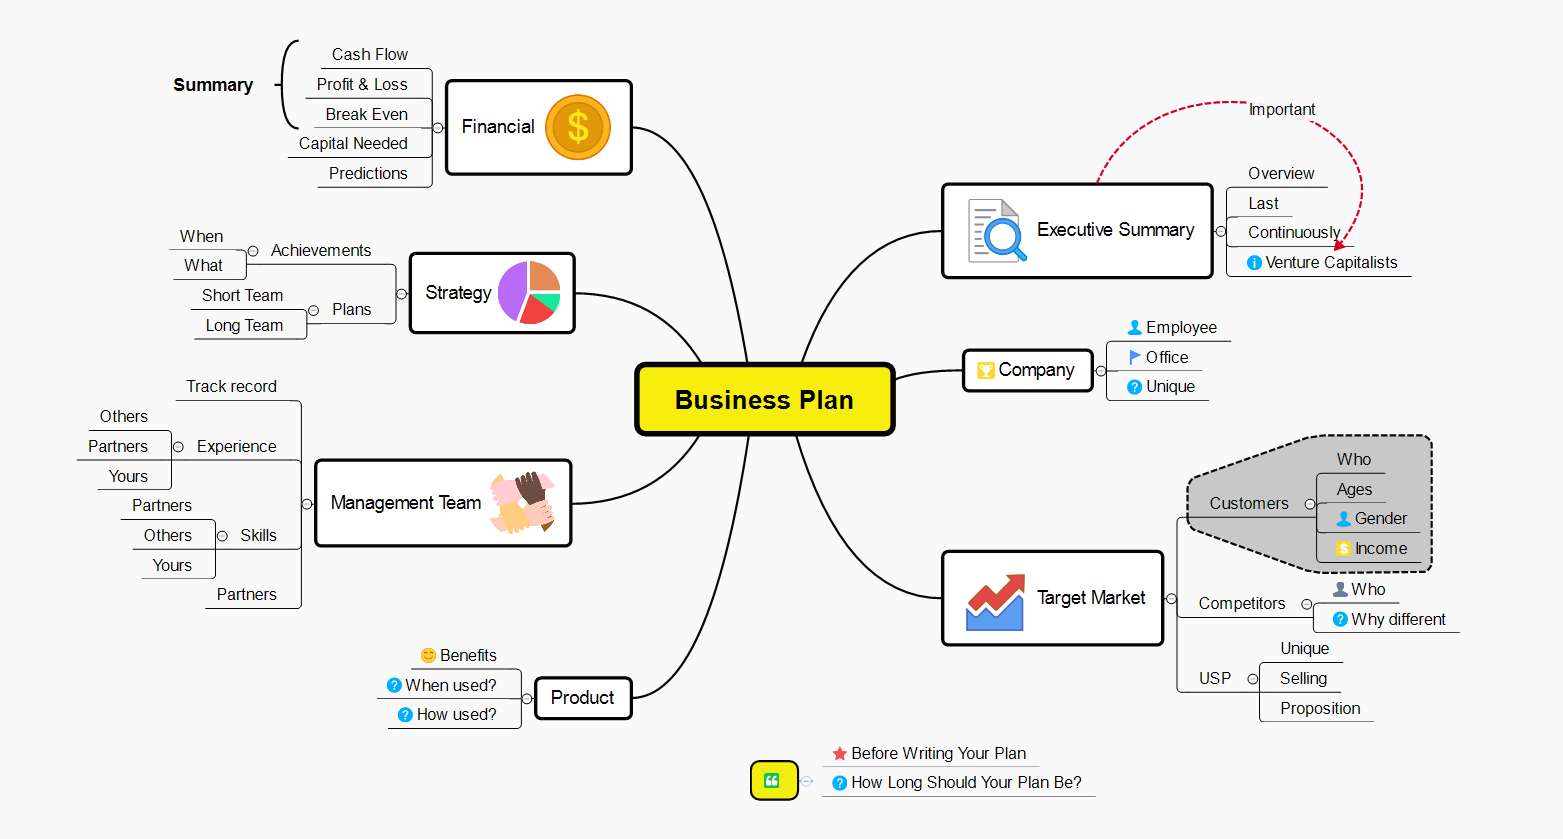 Business Plan
Summary
Cash Flow
Profit & Loss
Break Even
Capital Needed
Predictions
Financial
$
When
What
Achievements
Short Team
Long Team
Plans
Strategy
Track record
Others
Partners
Yours
Experience
Partners
Others
Yours
Skills
Partners
Management Team
Benefits
? When used?
? How used?
Product
Important
Executive Summary
Overview
Last
Continuously
i Venture Capitalists
Company
Employee
Office
? Unique
Target Market
Customers
Who
Ages
Gender
$ Income
Competitors
Who
? Why different
USP
Unique
Selling
Proposition
Before Writing Your Plan
? How Long Should Your Plan Be?